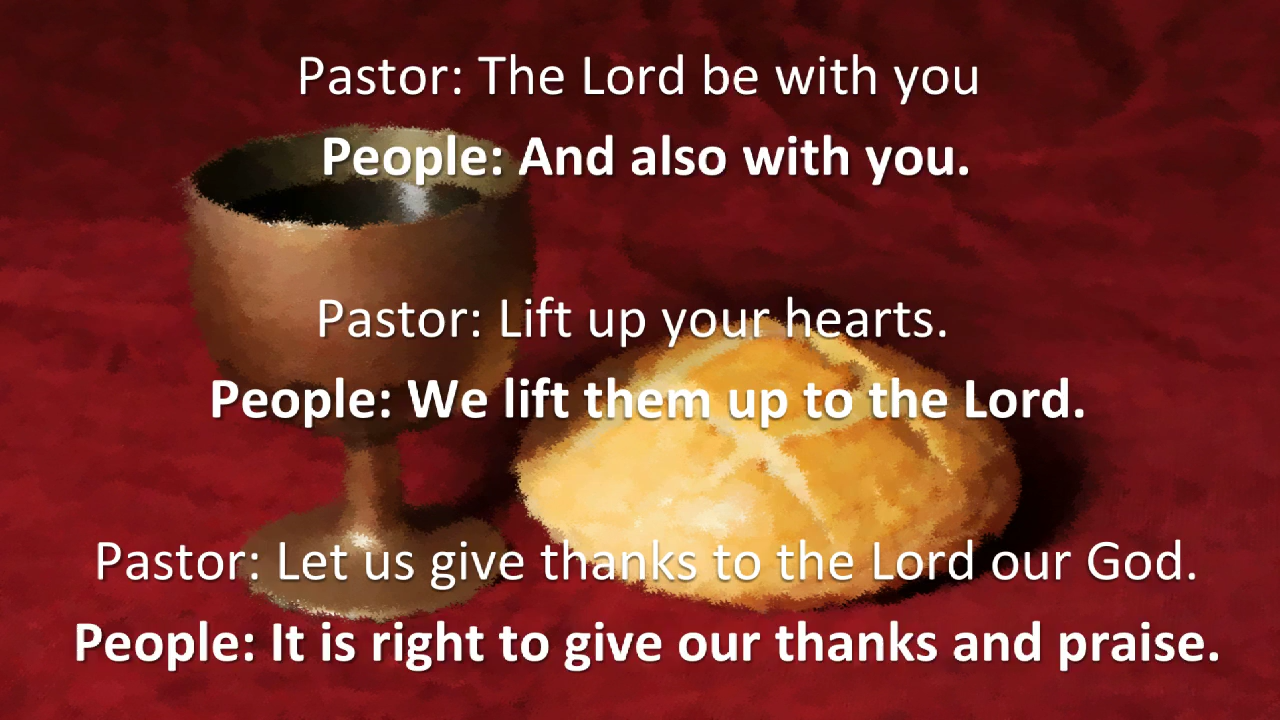 Pastor: The Lord be with you
People: And also with you.
Pastor: Lift up your hearts.
People: We lift them up to the Lord.
Pastor: Let us give thanks to the Lord our God.
People: It is right to give our thanks and praise.